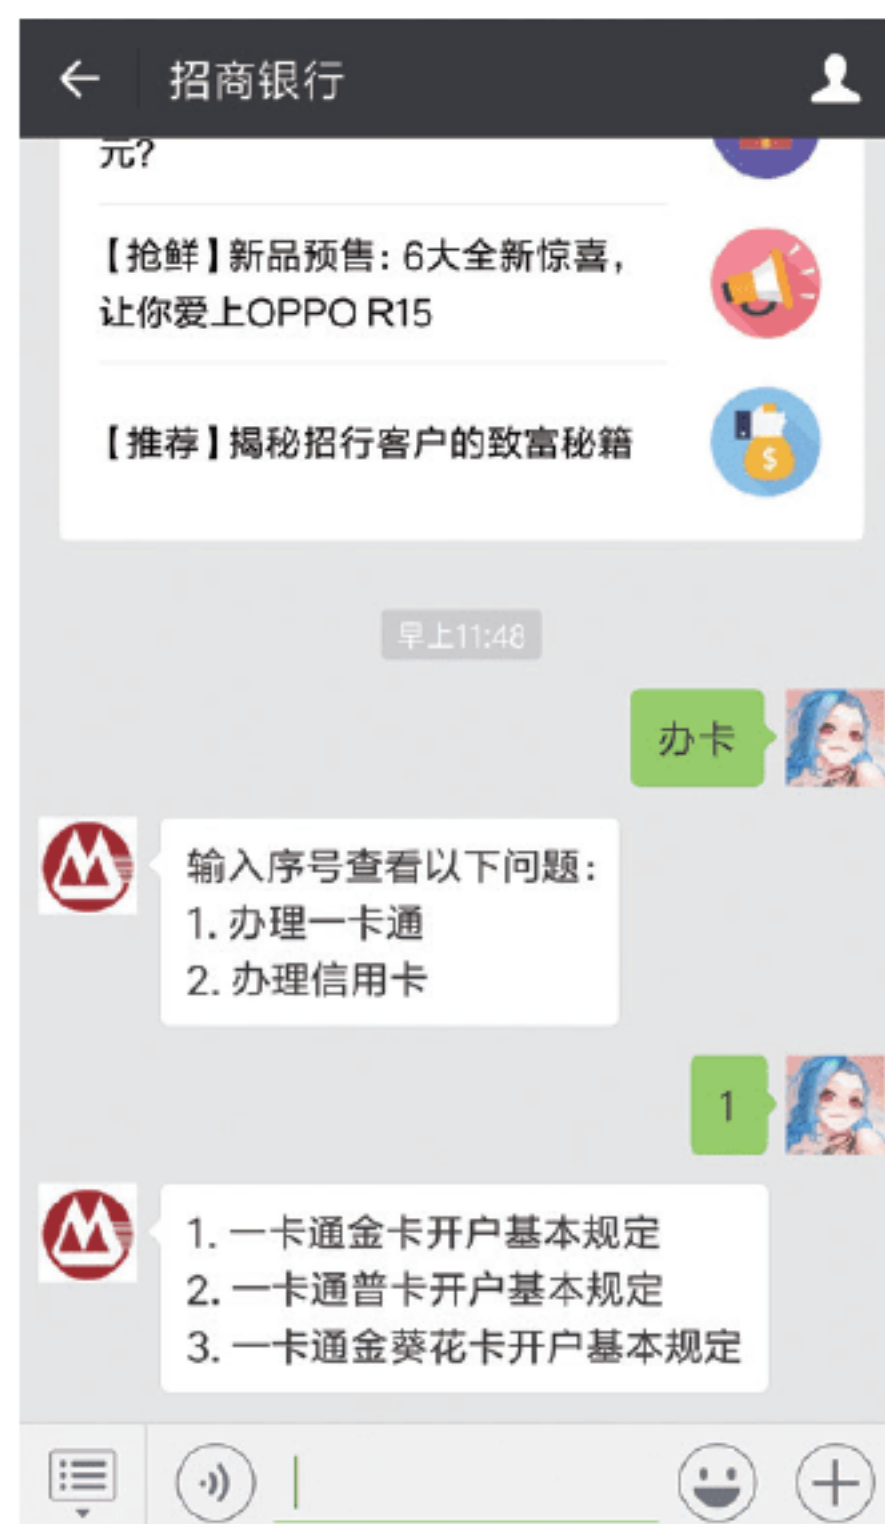 招商银行
元?
【抢鲜】新品预售: 6大全新惊喜,
让你爱上OPPO R15
【推荐】揭秘招行客户的致富秘籍
早上11:48
办卡
输入序号查看以下问题:
1. 办理一卡通
2. 办理信用卡
1
1. 一卡通金卡开户基本规定
2. 一卡通普卡开户基本规定
3. 一卡通金葵花卡开户基本规定